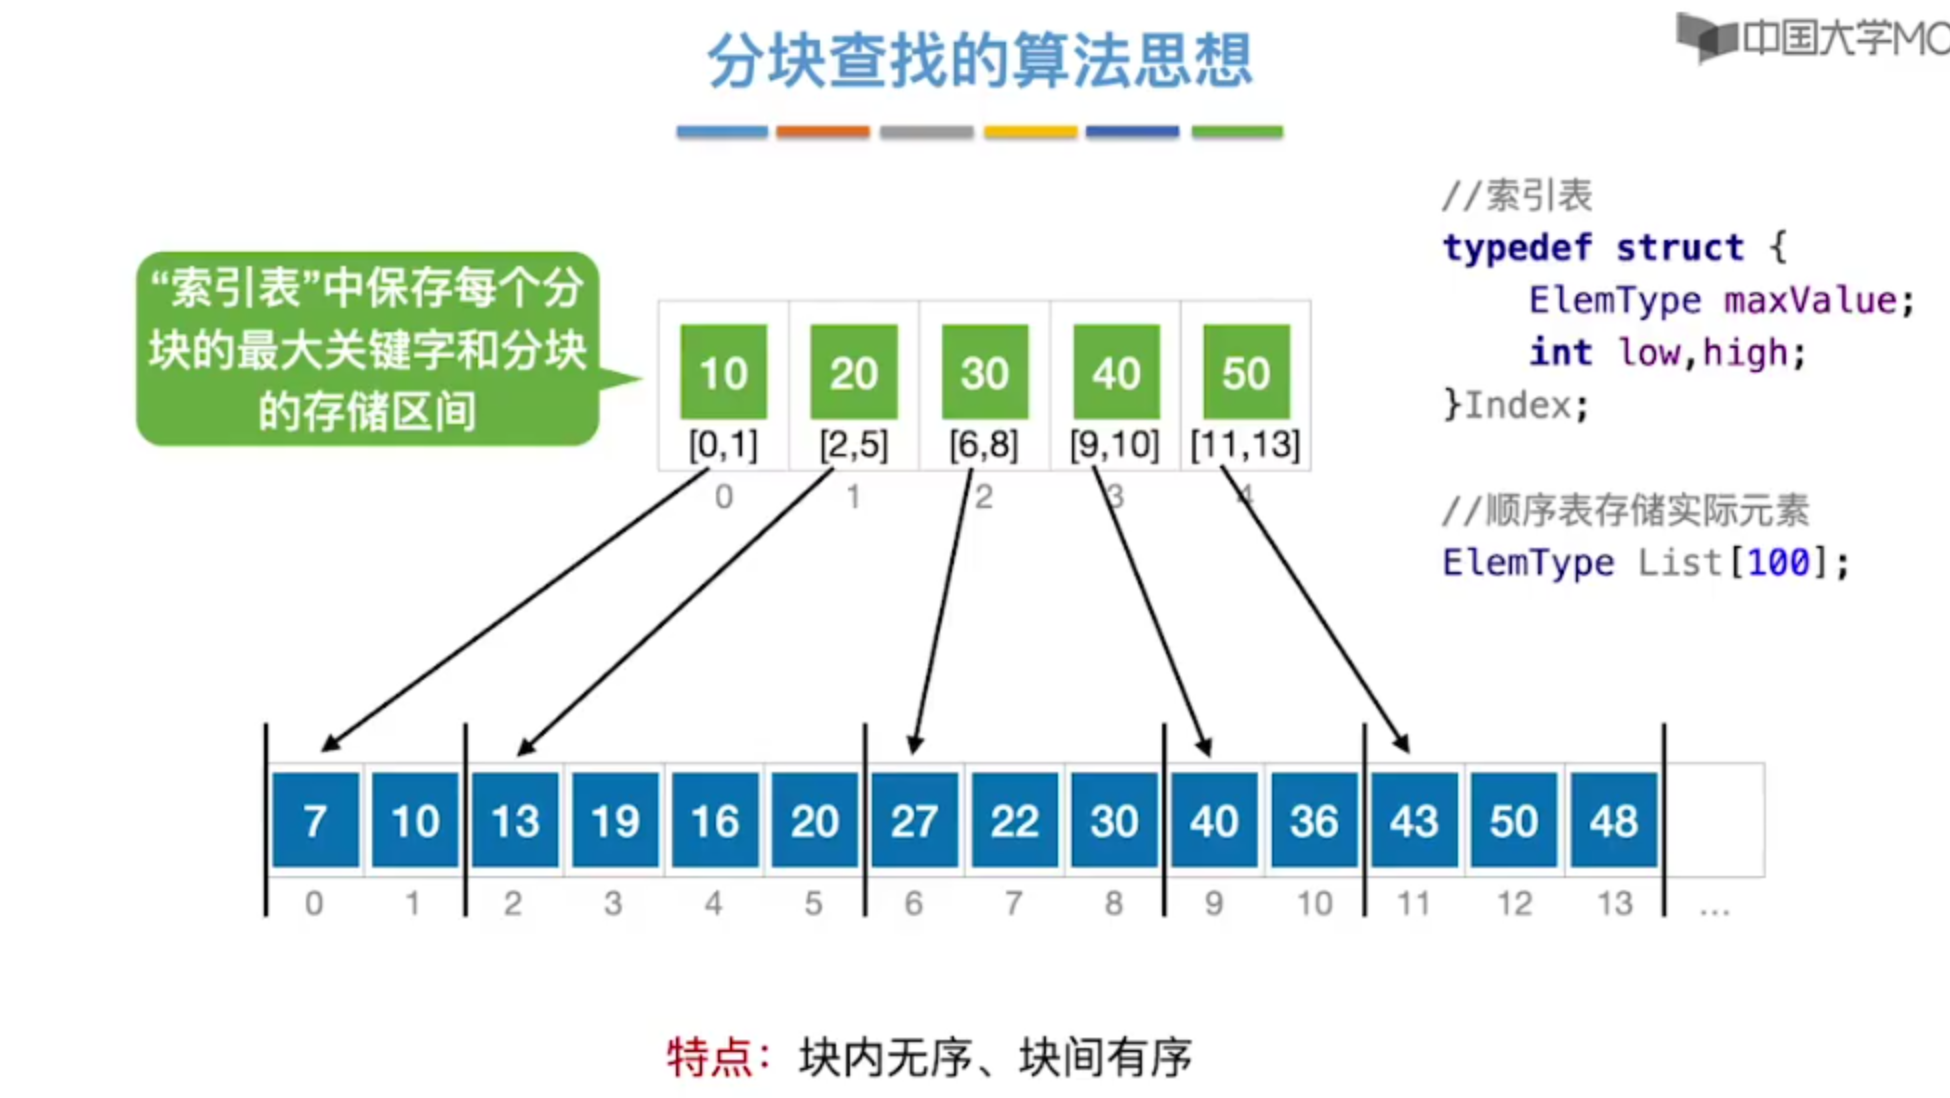 分块查找的算法思想
中国大学MO
//索引表
typedef struct {
ElemType maxValue;
int low,high;
}Index;
//顺序表存储实际元素
ElemType List[100];
“索引表”中保存每个分
块的最大关键字和分块
的存储区间
10 20 30 40 50
[0,1] [2,5] [6,8] [9,10] [11,13]
0 1 2 3 4
7 10 13 19 16 20 27 22 30 40 36 43 50 48
0 1 2 3 4 5 6 7 8 9 10 11 12 13 ...
特点：块内无序、块间有序